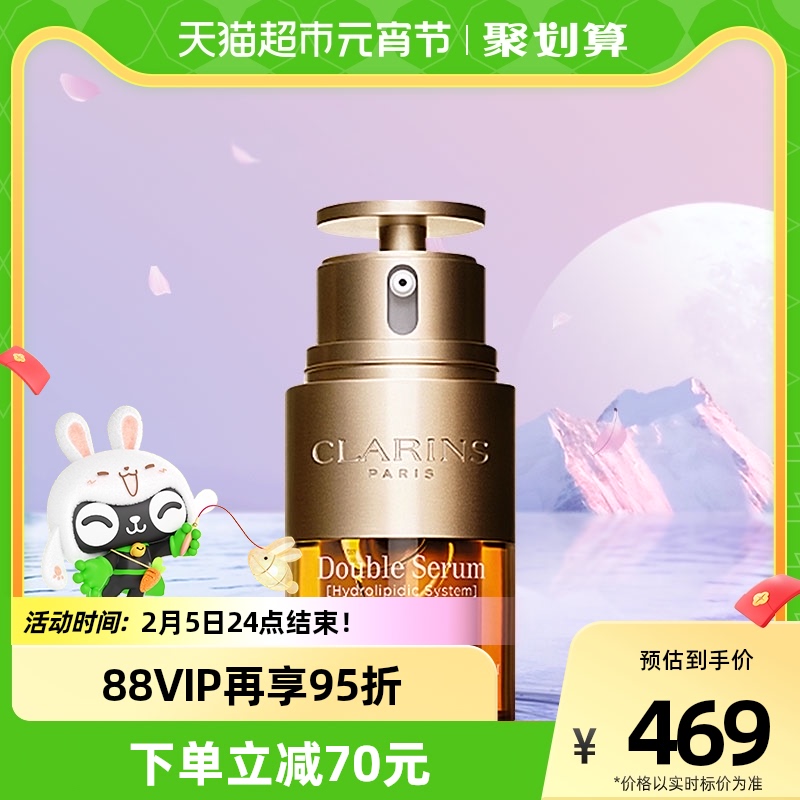 天猫超市元宵节 | 聚划算
CLARINS
PARIS
Double Serum
[Hydrolipidic System]
活动时间: 2月5日24点结束!
88VIP再享95折
下单立减70元
预估到手价
¥469
*价格以实时标价为准